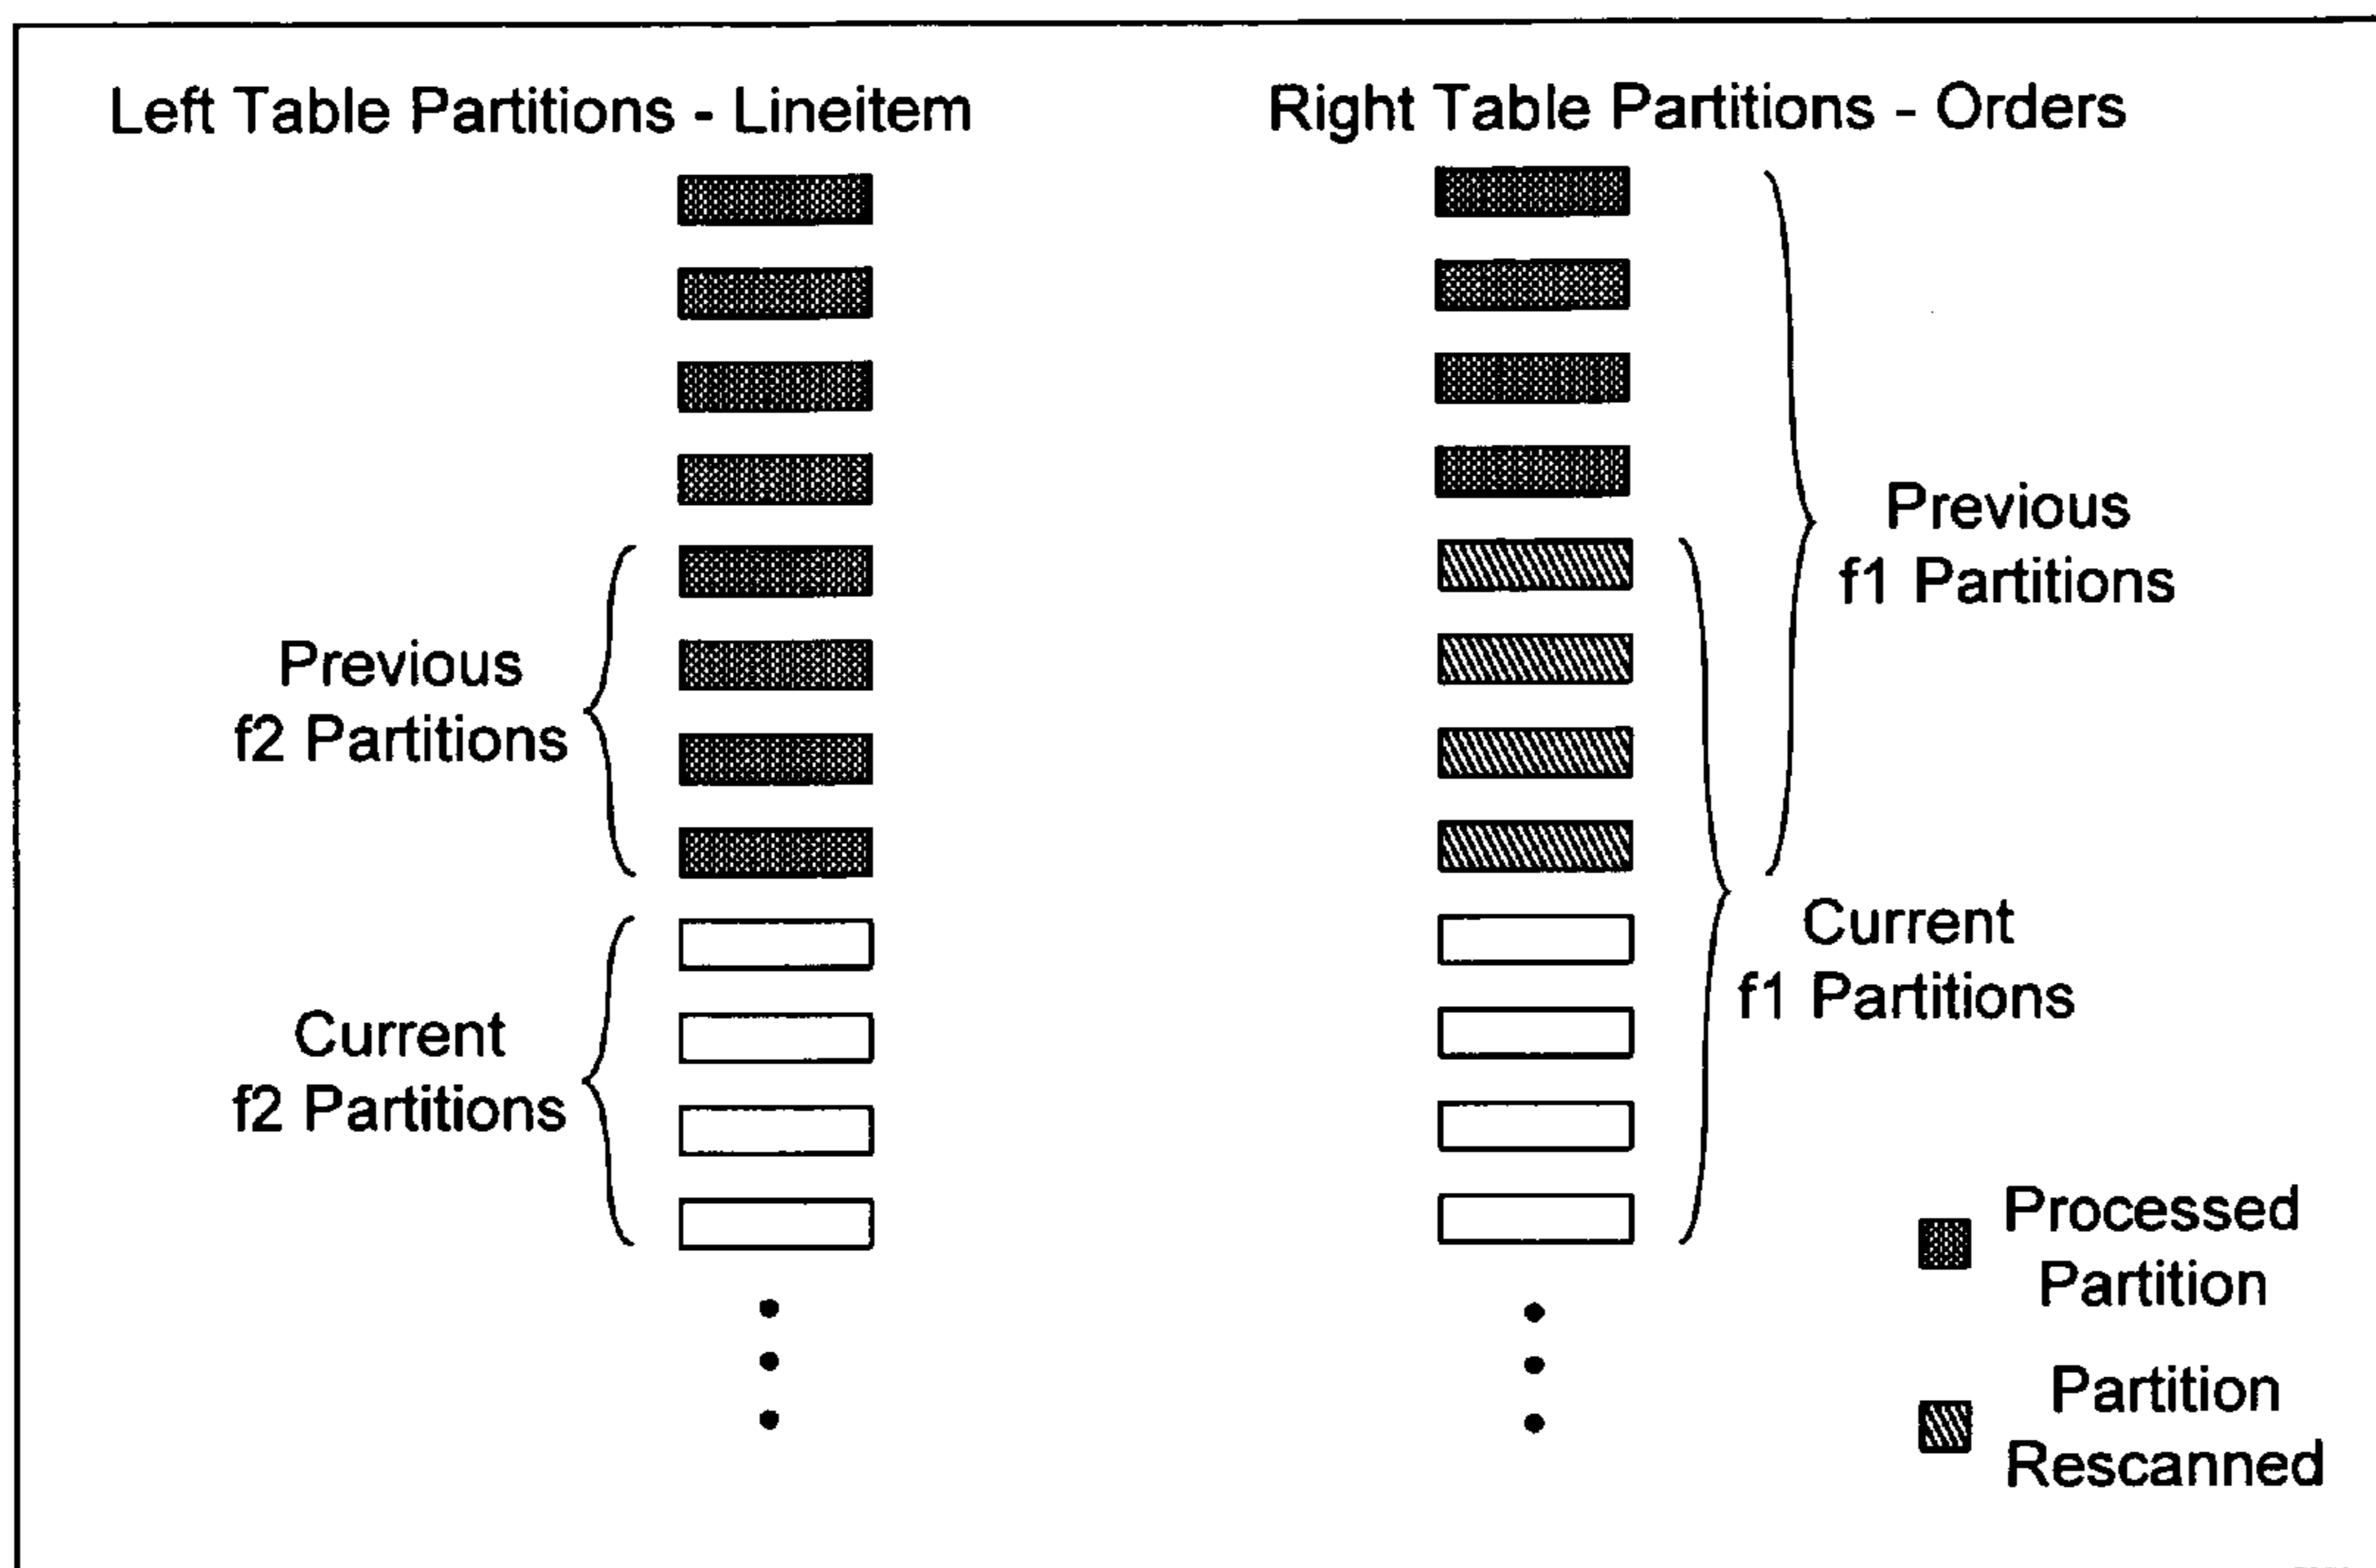 Left Table Partitions - Lineitem
Right Table Partitions - Orders
Previous
f2 Partitions
Current
f2 Partitions
Previous
f1 Partitions
Current
f1 Partitions
Processed
Partition
Partition
Rescanned